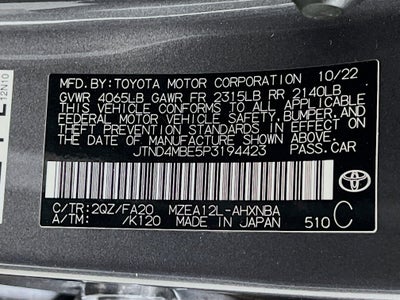 MFD.BY:TOYOTA MOTOR CORPORATION 10/22
GVWR 4065LB GAWR FR 2315LB RR 2140LB
THIS VEHICLE CONFORMS TO ALL APPLICABLE
FEDERAL MOTOR VEHICLE SAFETY, BUMPER, AND
THEFT PREVENTION STANDARDS IN EFFECT ON
THE DATE OF MANUFACTURE SHOWN ABOVE.
JTND4MBE5P3194423 PASS.CAR
C/TR:2QZ/FA20 MZEA12L-AHXNBA
A/TM: /K120 MADE IN JAPAN 510 C
TOYOTA
12N10